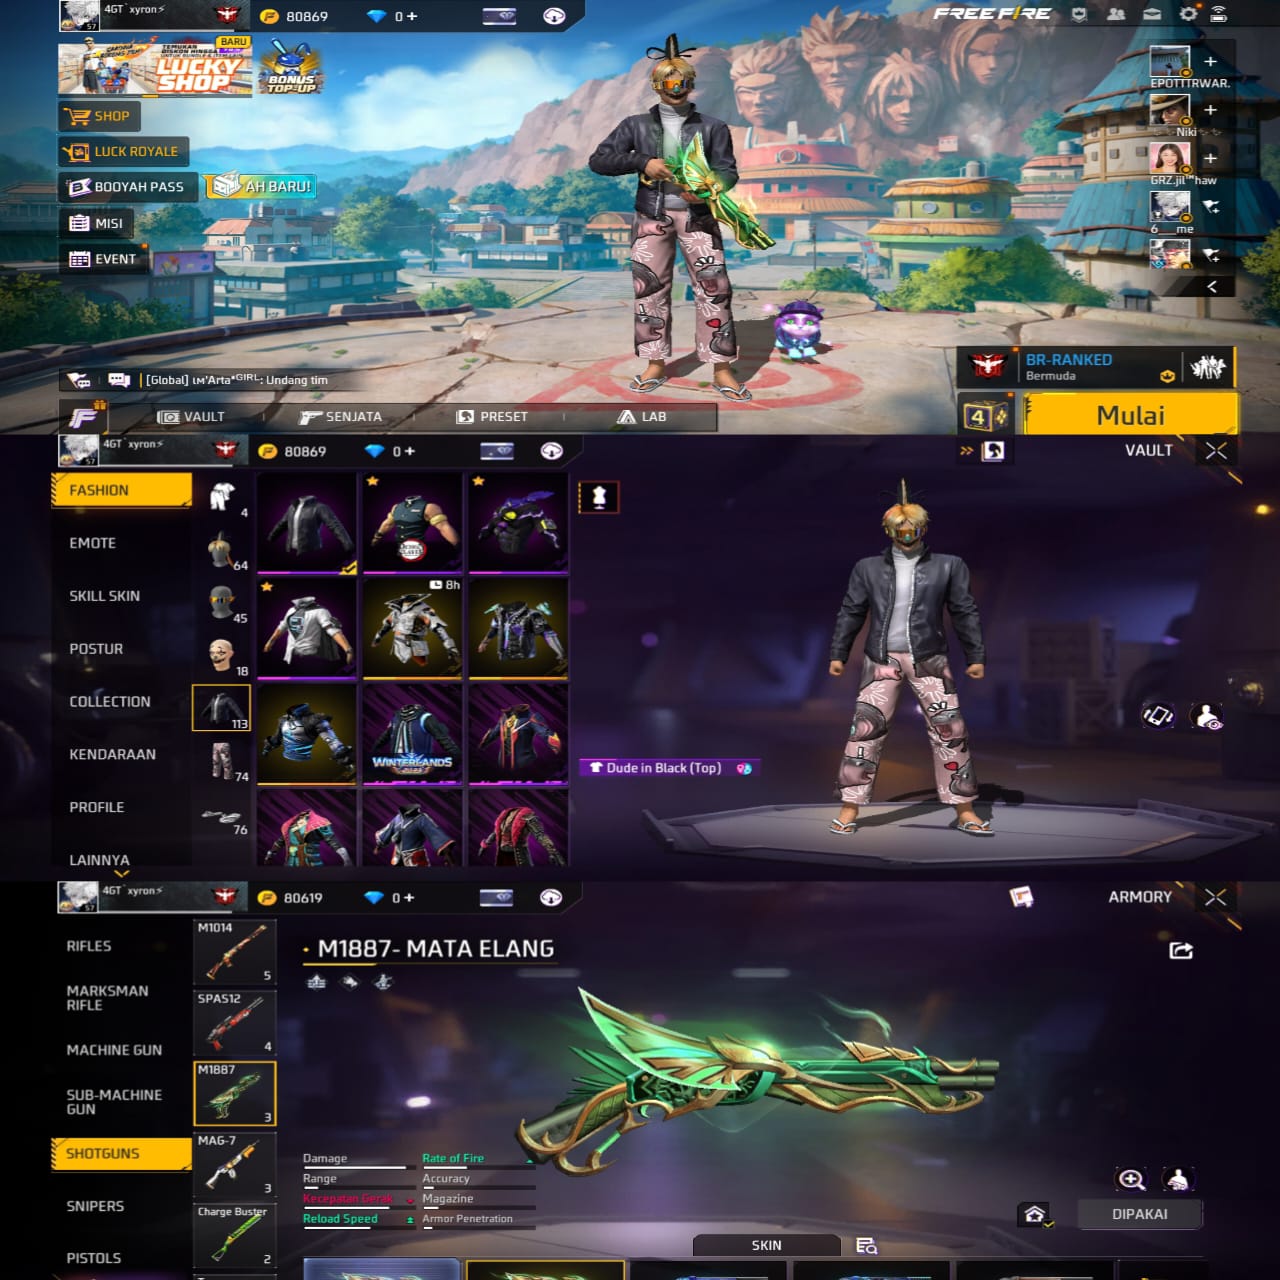 4GT`xyron⚡
57
80869
0 +
FREE FIRE
BARU
TEMUKAN
DISKON HINGGA
LUCKY
SHOP
BONUS
TOP-UP
SHOP
LUCK ROYALE
BOOYAH PASS
AH BARU!
MISI
EVENT
EPOTTTRWAR.
Niki
GRZ.jil™haw
6__me
[Global] ʟᴍ'Arta*ᴳᴵᴿᴸ: Undang tim
BR-RANKED
Bermuda
VAULT
SENJATA
PRESET
LAB
4
Mulai
4GT`xyron⚡
57
80869
0 +
VAULT
FASHION
EMOTE
SKILL SKIN
POSTUR
COLLECTION
KENDARAAN
PROFILE
LAINNYA
4
64
45
18
113
74
76
8h
WINTERLANDS
Dude in Black (Top)
4GT`xyron⚡
57
80619
0 +
ARMORY
RIFLES
MARKSMAN
RIFLE
MACHINE GUN
SUB-MACHINE
GUN
SHOTGUNS
SNIPERS
PISTOLS
M1014
5
SPAS12
4
M1887
3
MAG-7
3
Charge Buster
2
M1887- MATA ELANG
Damage
Rate of Fire
Range
Accuracy
Kecepatan Gerak
Magazine
Reload Speed
Armor Penetration
DIPAKAI
SKIN